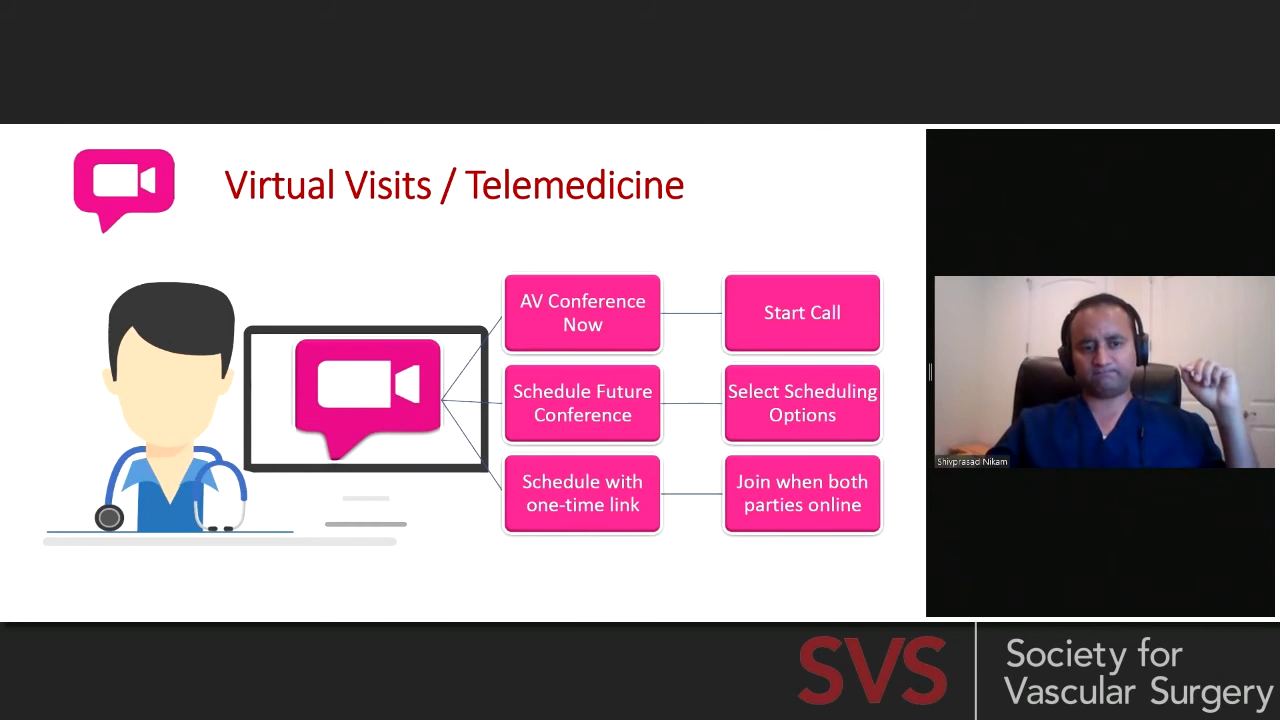 Virtual Visits / Telemedicine
AV Conference
Now
Start Call
Schedule Future
Conference
Select Scheduling
Options
Schedule with
one-time link
Join when both
parties online
Shivprasad Nikam
SVS
Society for
Vascular Surgery